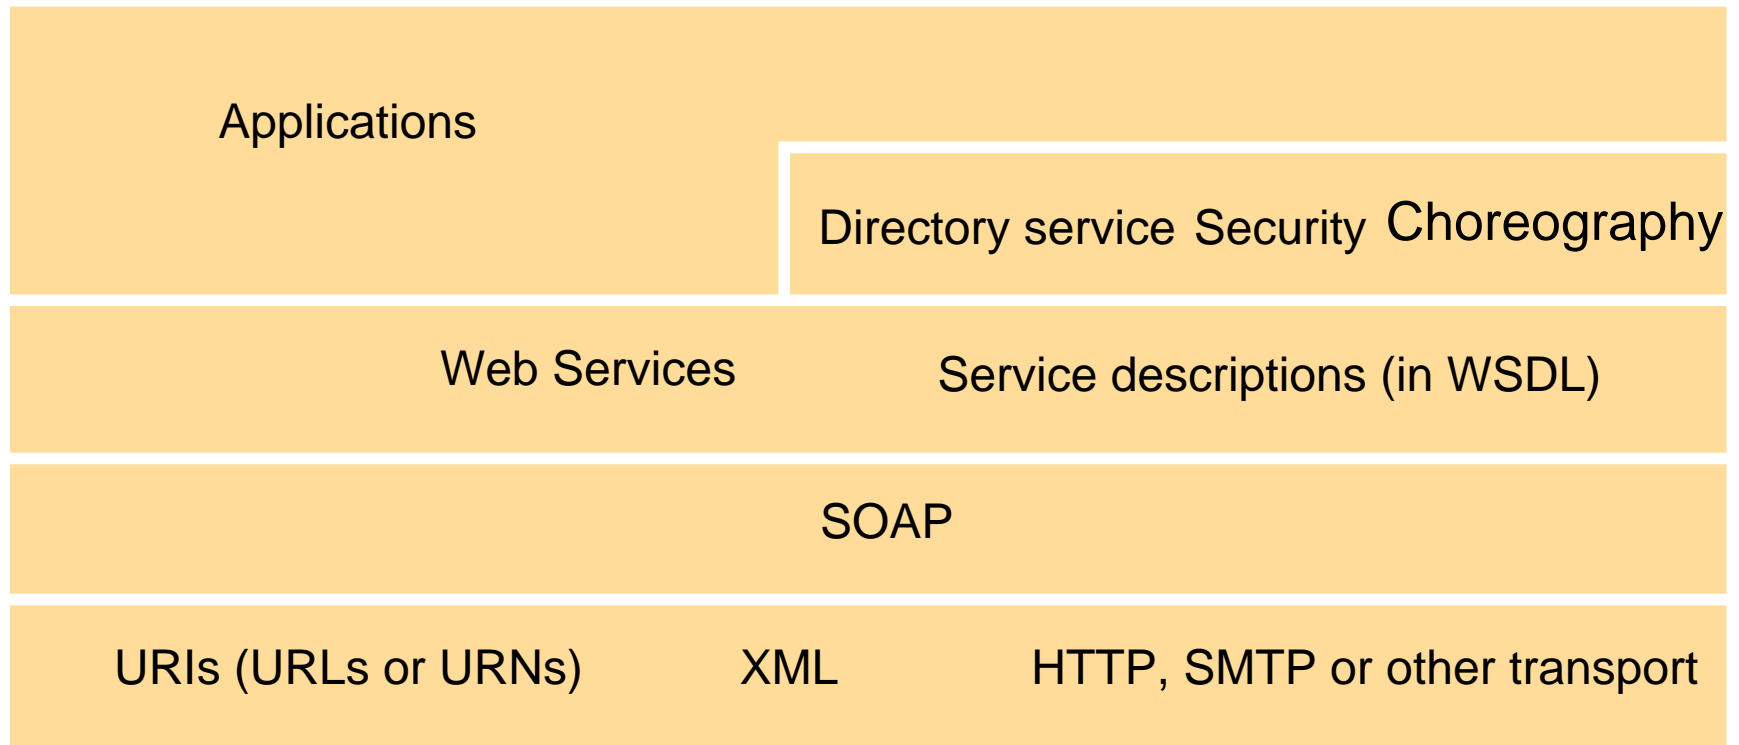 Applications
Directory service Security Choreography
Web Services Service descriptions (in WSDL)
SOAP
URIs (URLs or URNs) XML HTTP, SMTP or other transport